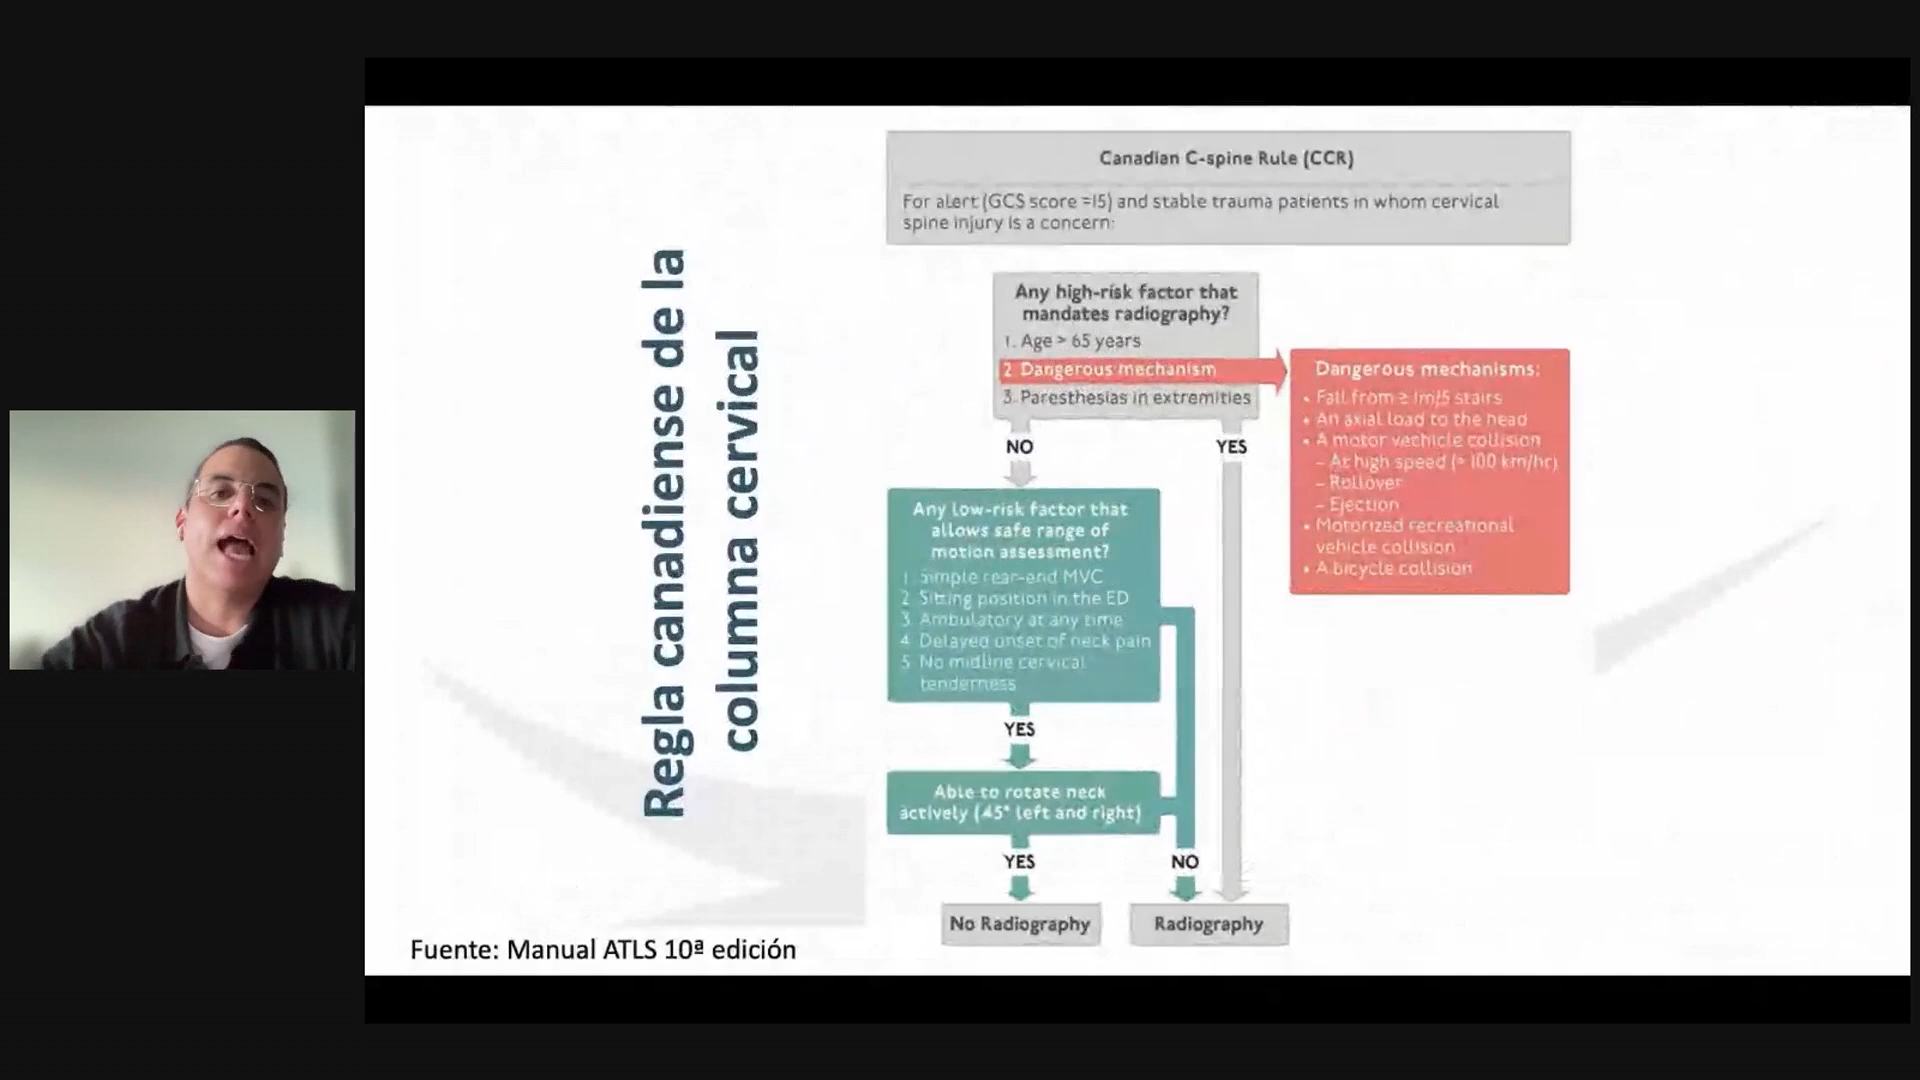 Regla canadiense de la
columna cervical
Canadian C-spine Rule (CCR)
For alert (GCS score =15) and stable trauma patients in whom cervical
spine injury is a concern:
Any high-risk factor that
mandates radiography?
1. Age > 65 years
2. Dangerous mechanism
3. Paresthesias in extremities
NO
YES
Dangerous mechanisms:
• Fall from ≥ 1m/5 stairs
• An axial load to the head
• A motor vechicle collision
– At high speed (> 100 km/hr)
– Rollover
– Ejection
• Motorized recreational
vehicle collision
• A bicycle collision
Any low-risk factor that
allows safe range of
motion assessment?
1. Simple rear-end MVC
2. Sitting position in the ED
3. Ambulatory at any time
4. Delayed onset of neck pain
5. No midline cervical
tenderness
YES
Able to rotate neck
actively (45° left and right)
YES
NO
No Radiography
Radiography
Fuente: Manual ATLS 10ª edición